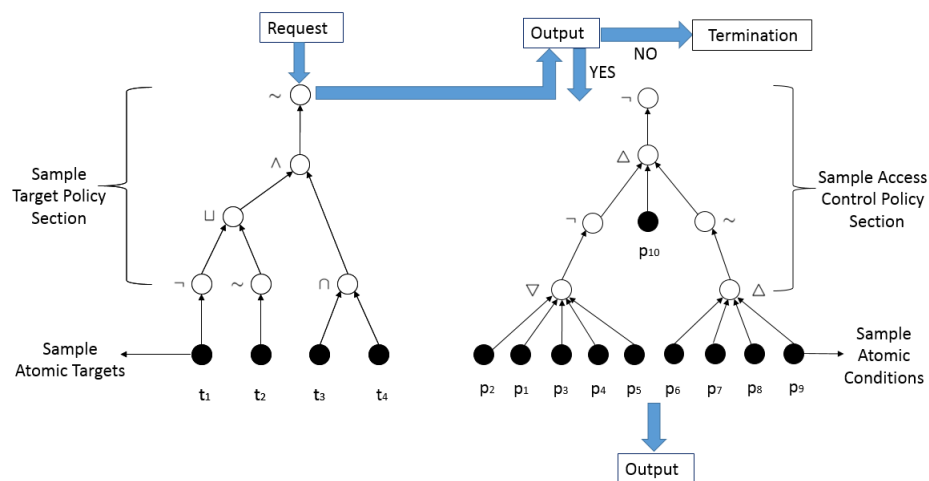 Request
Output
Termination
NO
YES
~
¬
∧
△
Sample
Target Policy
Section
Sample Access
Control Policy
Section
⊔
¬
~
p₁₀
¬
~
∩
▽
△
Sample
Atomic Targets
Sample
Atomic
Conditions
t₁ t₂ t₃ t₄
p₂ p₁ p₃ p₄ p₅ p₆ p₇ p₈ p₉
Output